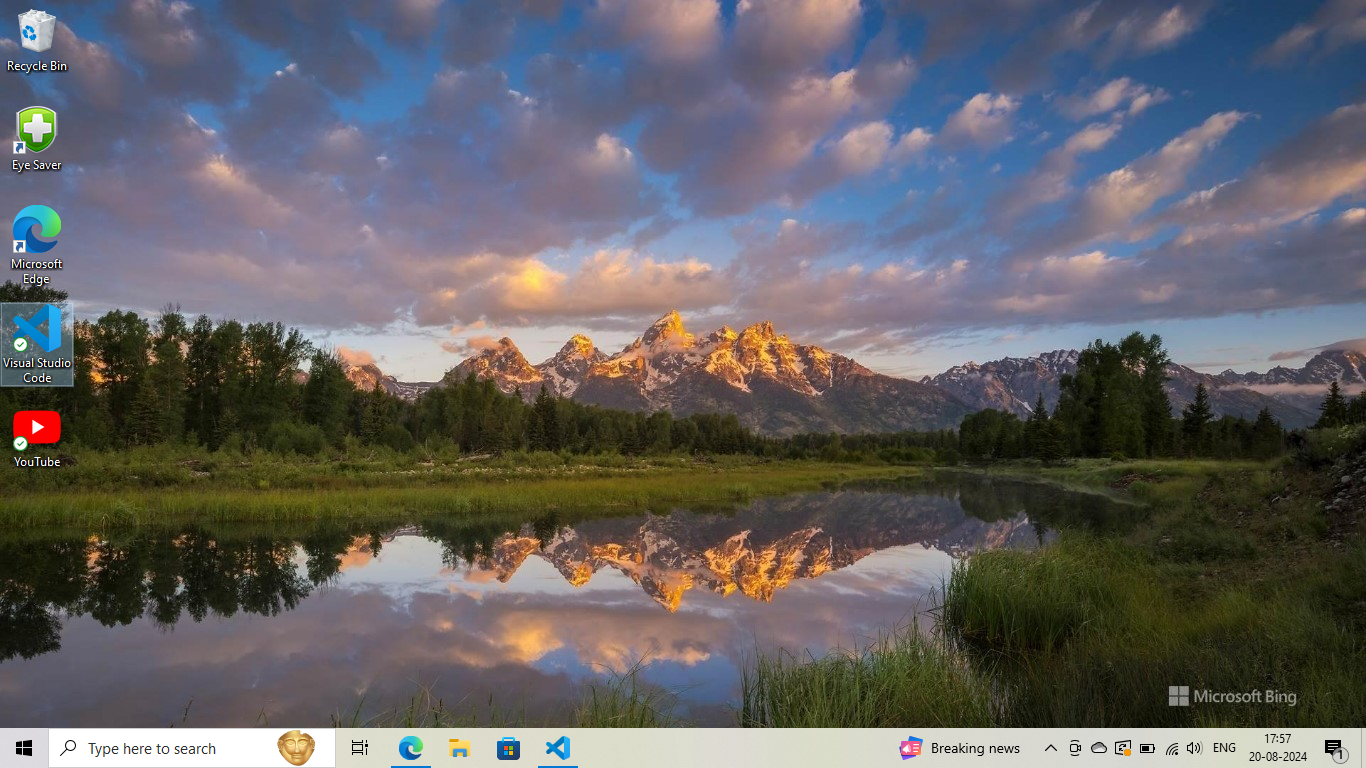 Recycle Bin
Eye Saver
Microsoft
Edge
Visual Studio
Code
YouTube
Microsoft Bing
Type here to search
Breaking news
ENG
17:57
20-08-2024
1